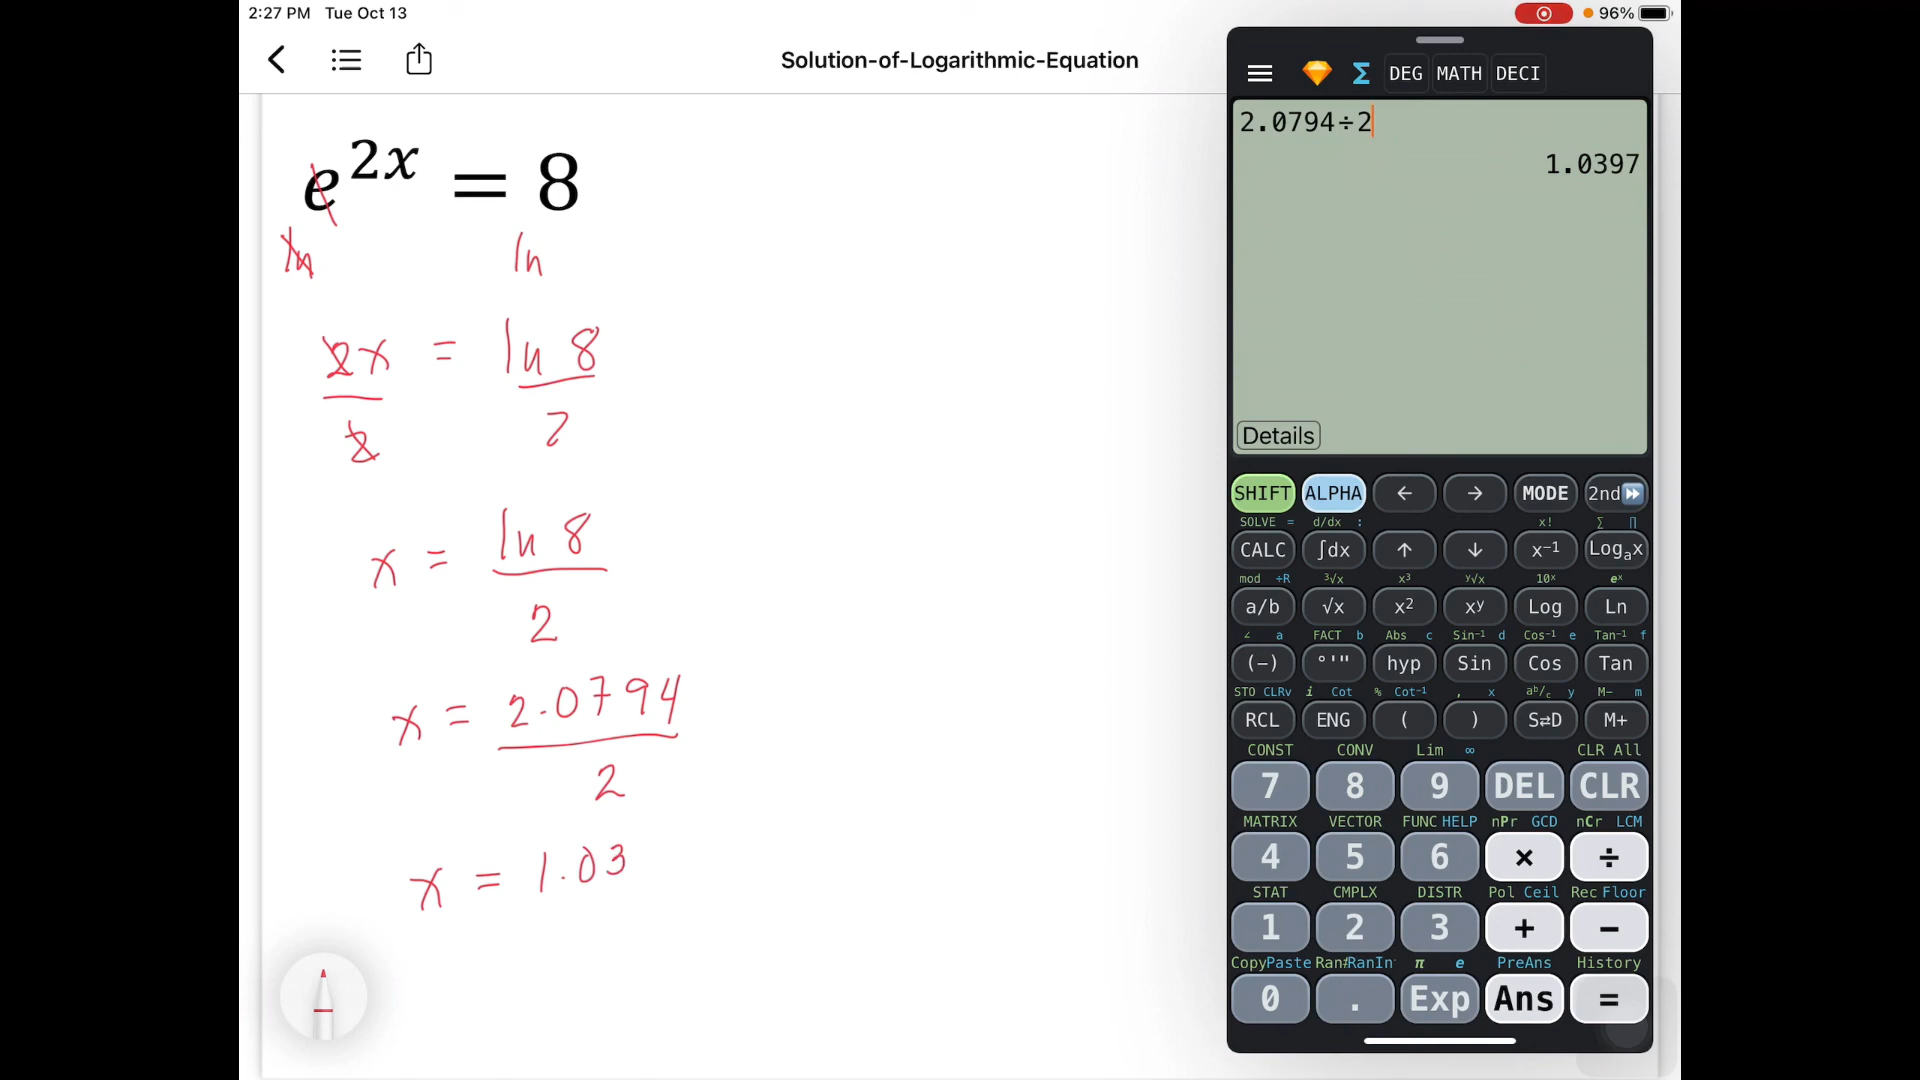 2:27 PM Tue Oct 13
96%
Solution-of-Logarithmic-Equation
e^{2x} = 8
ln ln
2x = ln 8
2 2
x = ln 8
2
x = 2.0794
2
x = 1.03
Σ DEG MATH DECI
2.0794÷2
1.0397
Details
SHIFT ALPHA ← → MODE 2nd
SOLVE = d/dx : x! ∑ ∏
CALC ∫dx ↑ ↓ x⁻¹ Logₐx
mod ÷R ³√x x³ ʸ√x 10ˣ eˣ
a/b √x x² xʸ Log Ln
∠ a FACT b Abs c Sin⁻¹ d Cos⁻¹ e Tan⁻¹ f
(−) °'" hyp Sin Cos Tan
STO CLRv i Cot % Cot⁻¹ , x aᵇ/c y M− m
RCL ENG ( ) S⇄D M+
CONST CONV Lim ∞ CLR All
7 8 9 DEL CLR
MATRIX VECTOR FUNC HELP nPr GCD nCr LCM
4 5 6 × ÷
STAT CMPLX DISTR Pol Ceil Rec Floor
1 2 3 + −
CopyPaste Ran#RanIn π e PreAns History
0 . Exp Ans =